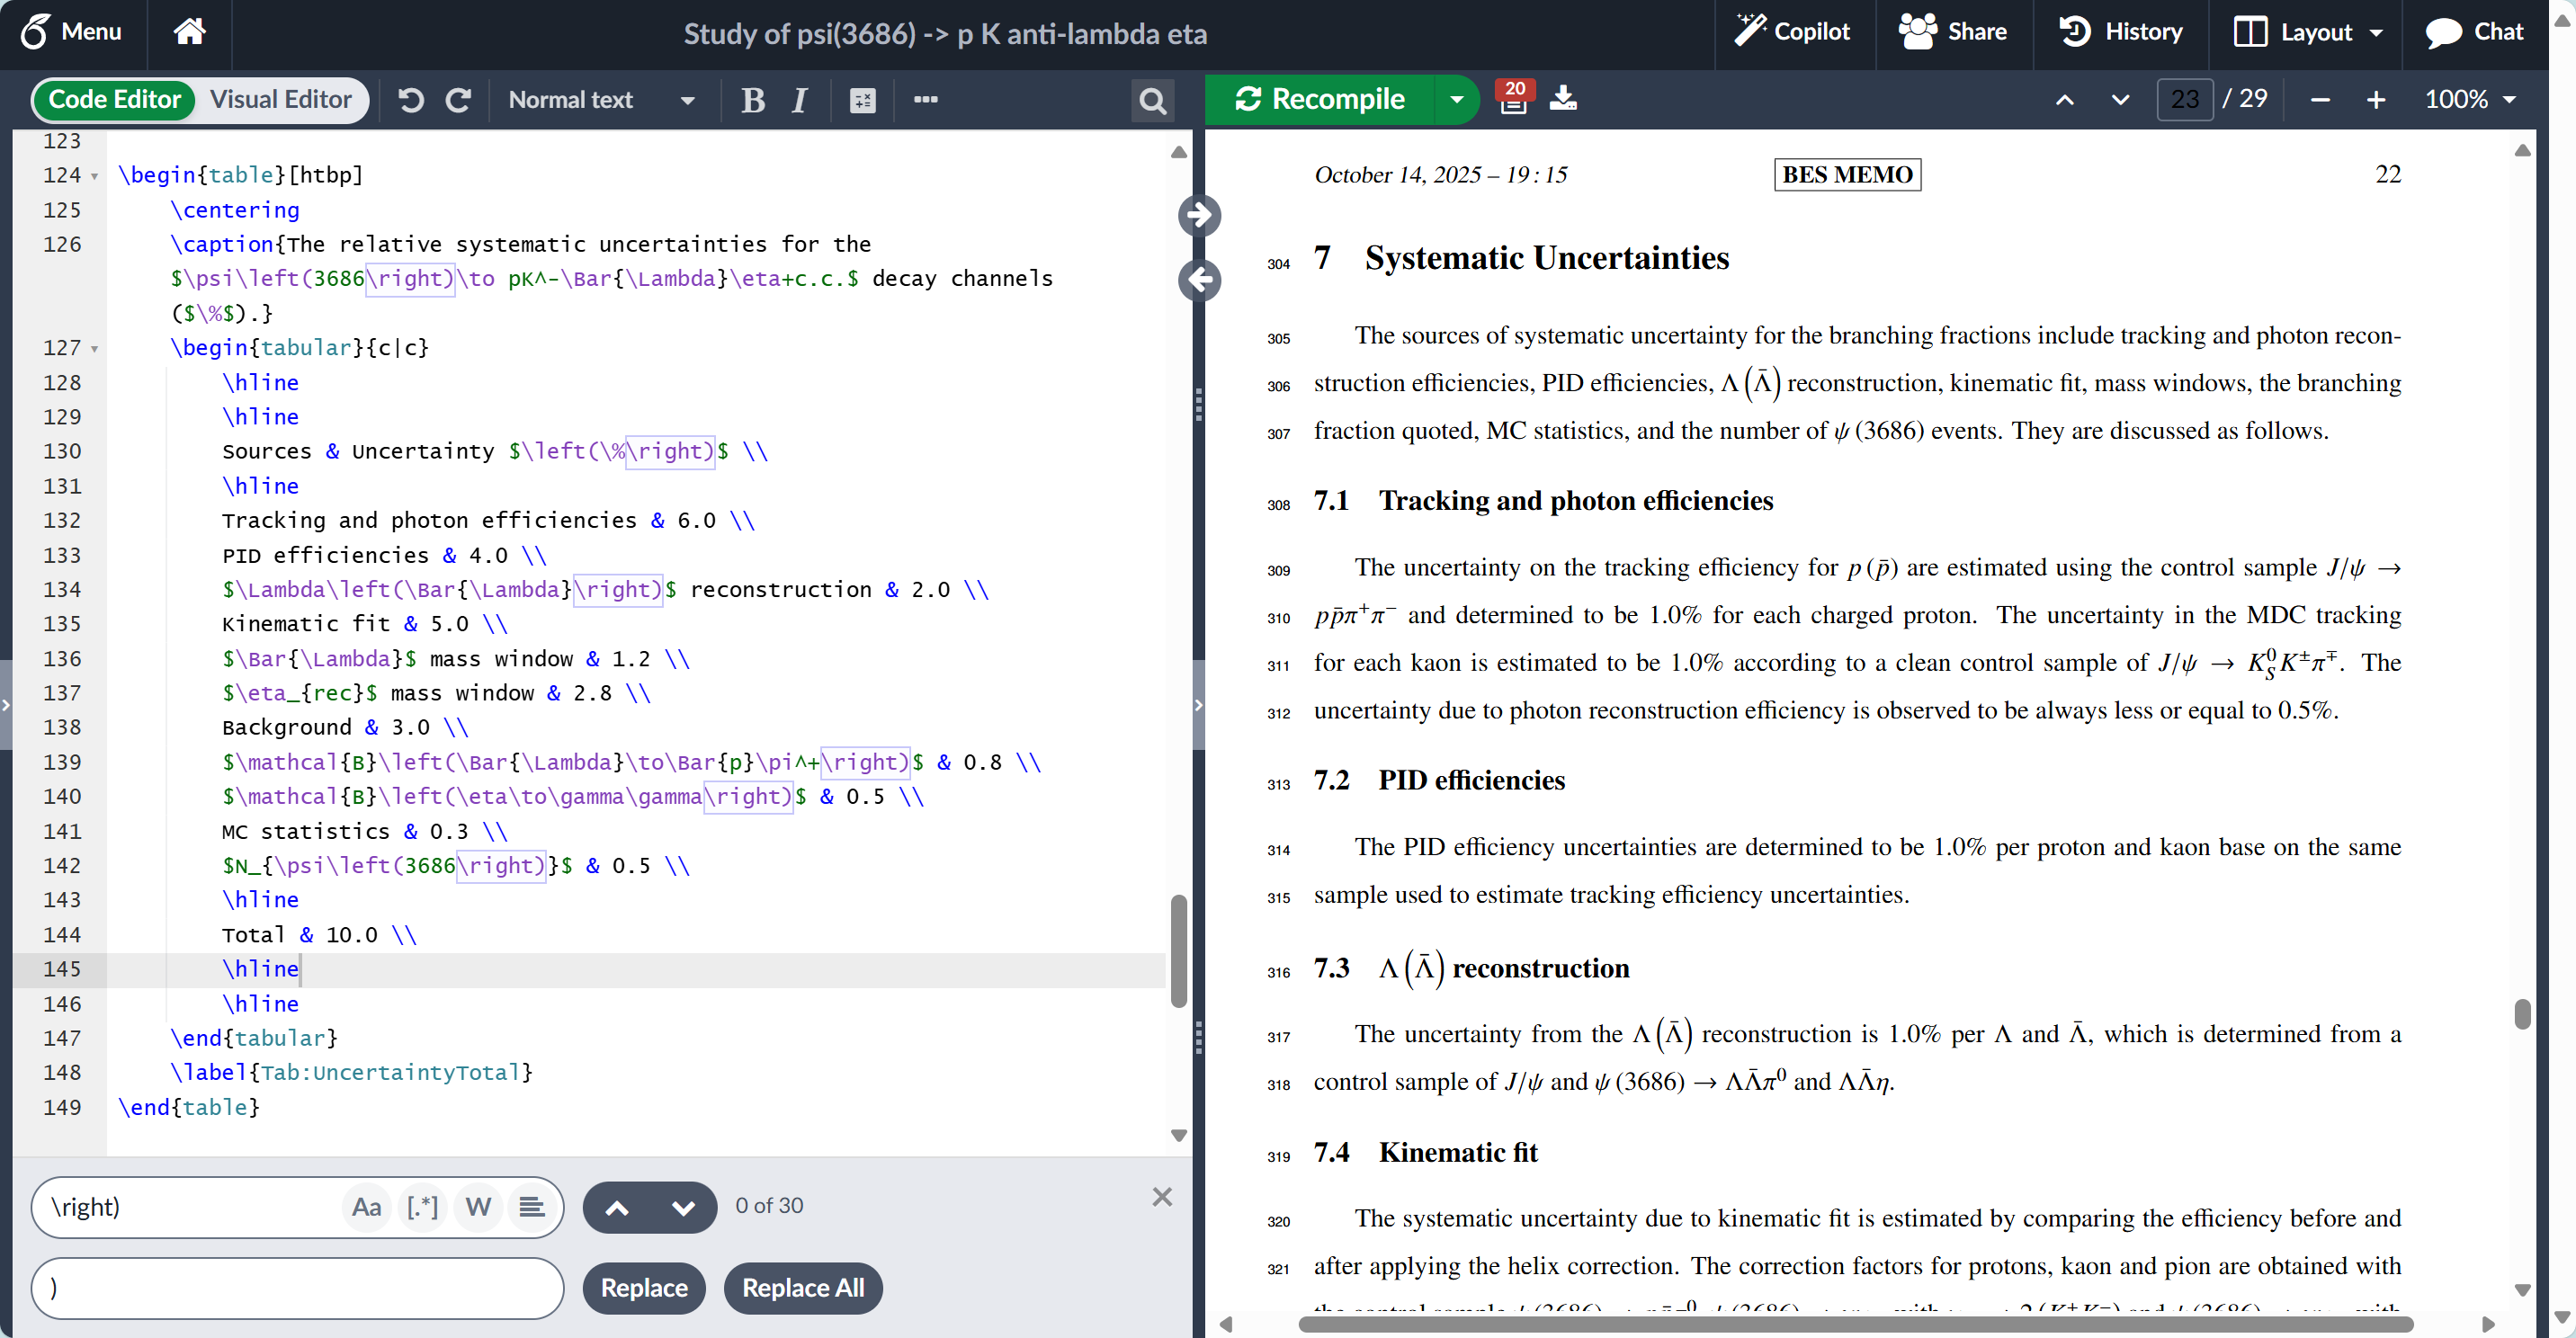 Menu
Study of psi(3686) -> p K anti-lambda eta
Copilot
Share
History
Layout
Chat
Code Editor
Visual Editor
Normal text
B I
Recompile
20
23 / 29
100%
123
124 \begin{table}[htbp]
125 \centering
126 \caption{The relative systematic uncertainties for the
$\psi\left(3686\right)\to pK^-\Bar{\Lambda}\eta+c.c.$ decay channels
($\%$).}
127 \begin{tabular}{c|c}
128 \hline
129 \hline
130 Sources & Uncertainty $\left(\%\right)$ \\
131 \hline
132 Tracking and photon efficiencies & 6.0 \\
133 PID efficiencies & 4.0 \\
134 $\Lambda\left(\Bar{\Lambda}\right)$ reconstruction & 2.0 \\
135 Kinematic fit & 5.0 \\
136 $\Bar{\Lambda}$ mass window & 1.2 \\
137 $\eta_{rec}$ mass window & 2.8 \\
138 Background & 3.0 \\
139 $\mathcal{B}\left(\Bar{\Lambda}\to\Bar{p}\pi^+\right)$ & 0.8 \\
140 $\mathcal{B}\left(\eta\to\gamma\gamma\right)$ & 0.5 \\
141 MC statistics & 0.3 \\
142 $N_{\psi\left(3686\right)}$ & 0.5 \\
143 \hline
144 Total & 10.0 \\
145 \hline
146 \hline
147 \end{tabular}
148 \label{Tab:UncertaintyTotal}
149 \end{table}
\right)
Aa [.*] W
0 of 30
)
Replace
Replace All
October 14, 2025 – 19:15 BES MEMO 22
304 7 Systematic Uncertainties
305 The sources of systematic uncertainty for the branching fractions include tracking and photon recon-
306 struction efficiencies, PID efficiencies, Λ (Λ̄) reconstruction, kinematic fit, mass windows, the branching
307 fraction quoted, MC statistics, and the number of ψ (3686) events. They are discussed as follows.
308 7.1 Tracking and photon efficiencies
309 The uncertainty on the tracking efficiency for p (p̄) are estimated using the control sample J/ψ →
310 pp̄π⁺π⁻ and determined to be 1.0% for each charged proton. The uncertainty in the MDC tracking
311 for each kaon is estimated to be 1.0% according to a clean control sample of J/ψ → K⁰_S K^±π^∓. The
312 uncertainty due to photon reconstruction efficiency is observed to be always less or equal to 0.5%.
313 7.2 PID efficiencies
314 The PID efficiency uncertainties are determined to be 1.0% per proton and kaon base on the same
315 sample used to estimate tracking efficiency uncertainties.
316 7.3 Λ (Λ̄) reconstruction
317 The uncertainty from the Λ (Λ̄) reconstruction is 1.0% per Λ and Λ̄, which is determined from a
318 control sample of J/ψ and ψ (3686) → ΛΛ̄π⁰ and ΛΛ̄η.
319 7.4 Kinematic fit
320 The systematic uncertainty due to kinematic fit is estimated by comparing the efficiency before and
321 after applying the helix correction. The correction factors for protons, kaon and pion are obtained with